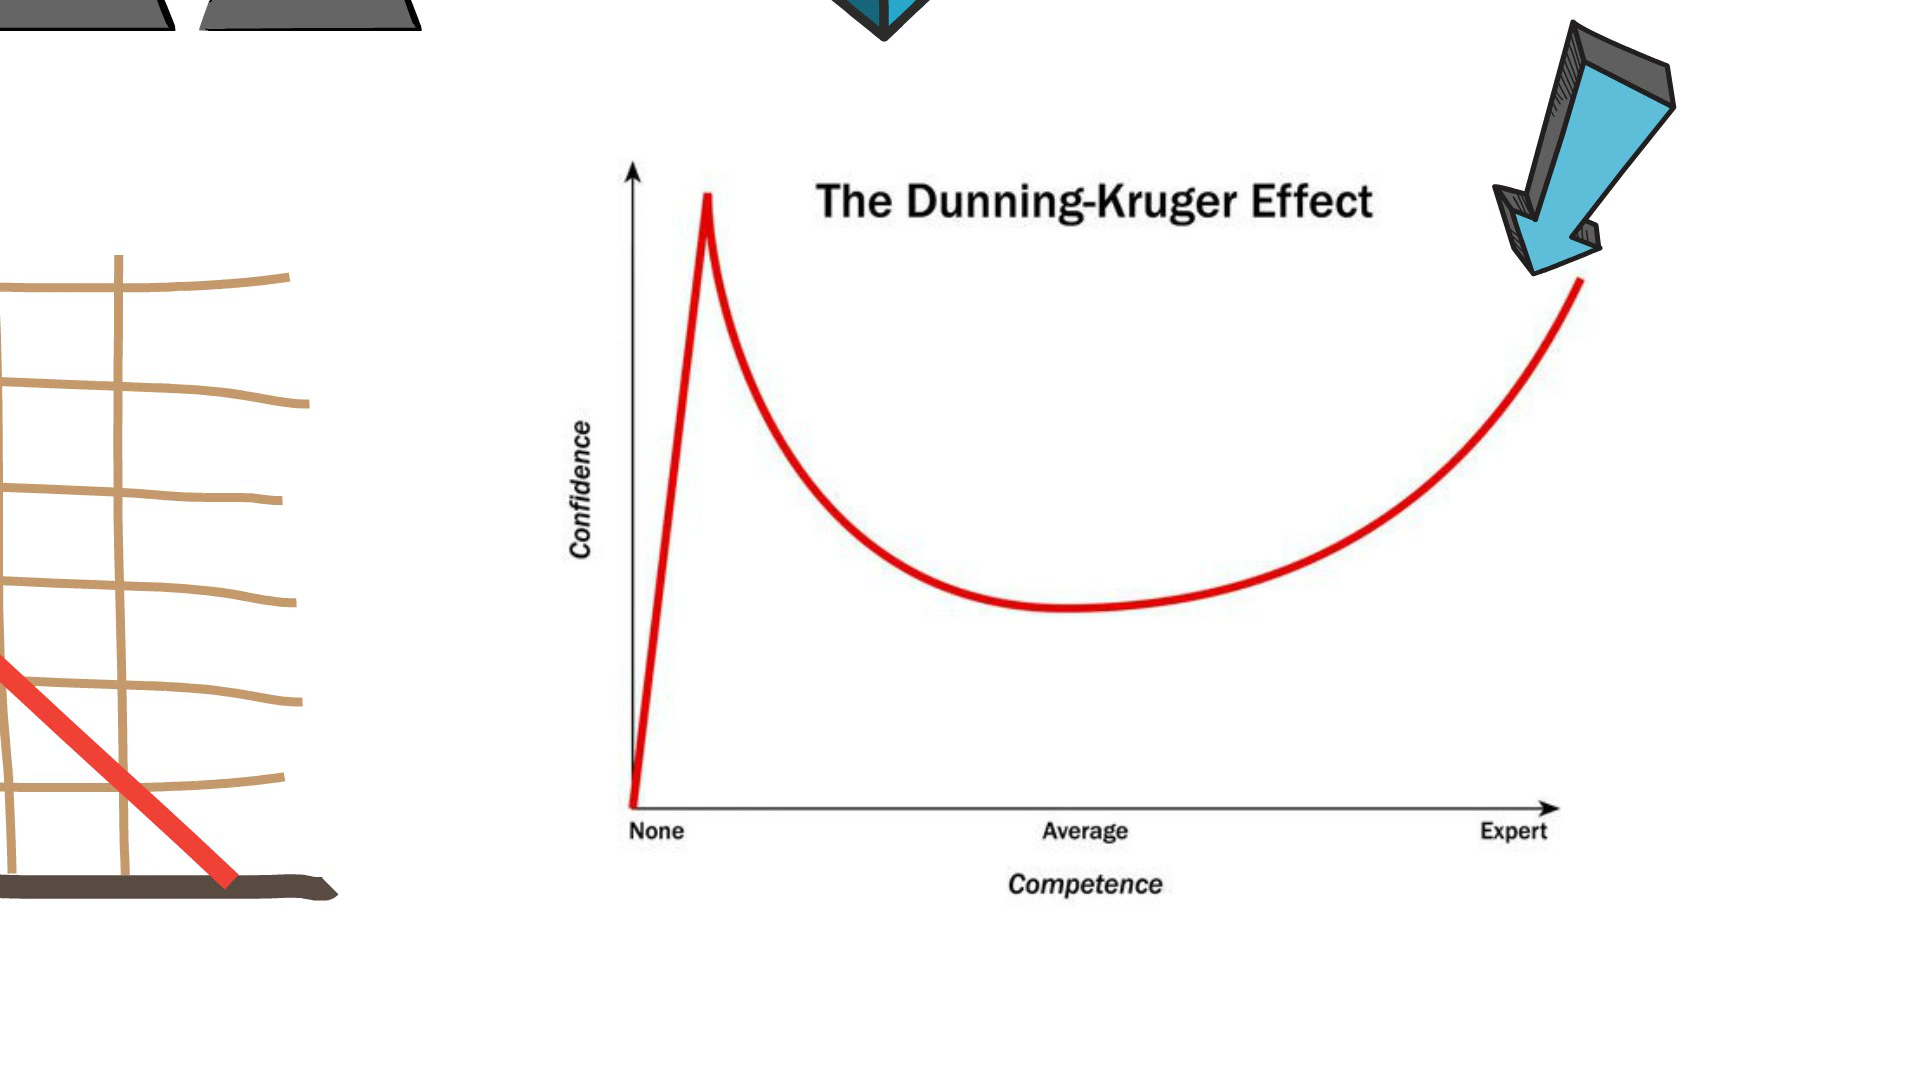 The Dunning-Kruger Effect
Confidence
None
Average
Expert
Competence